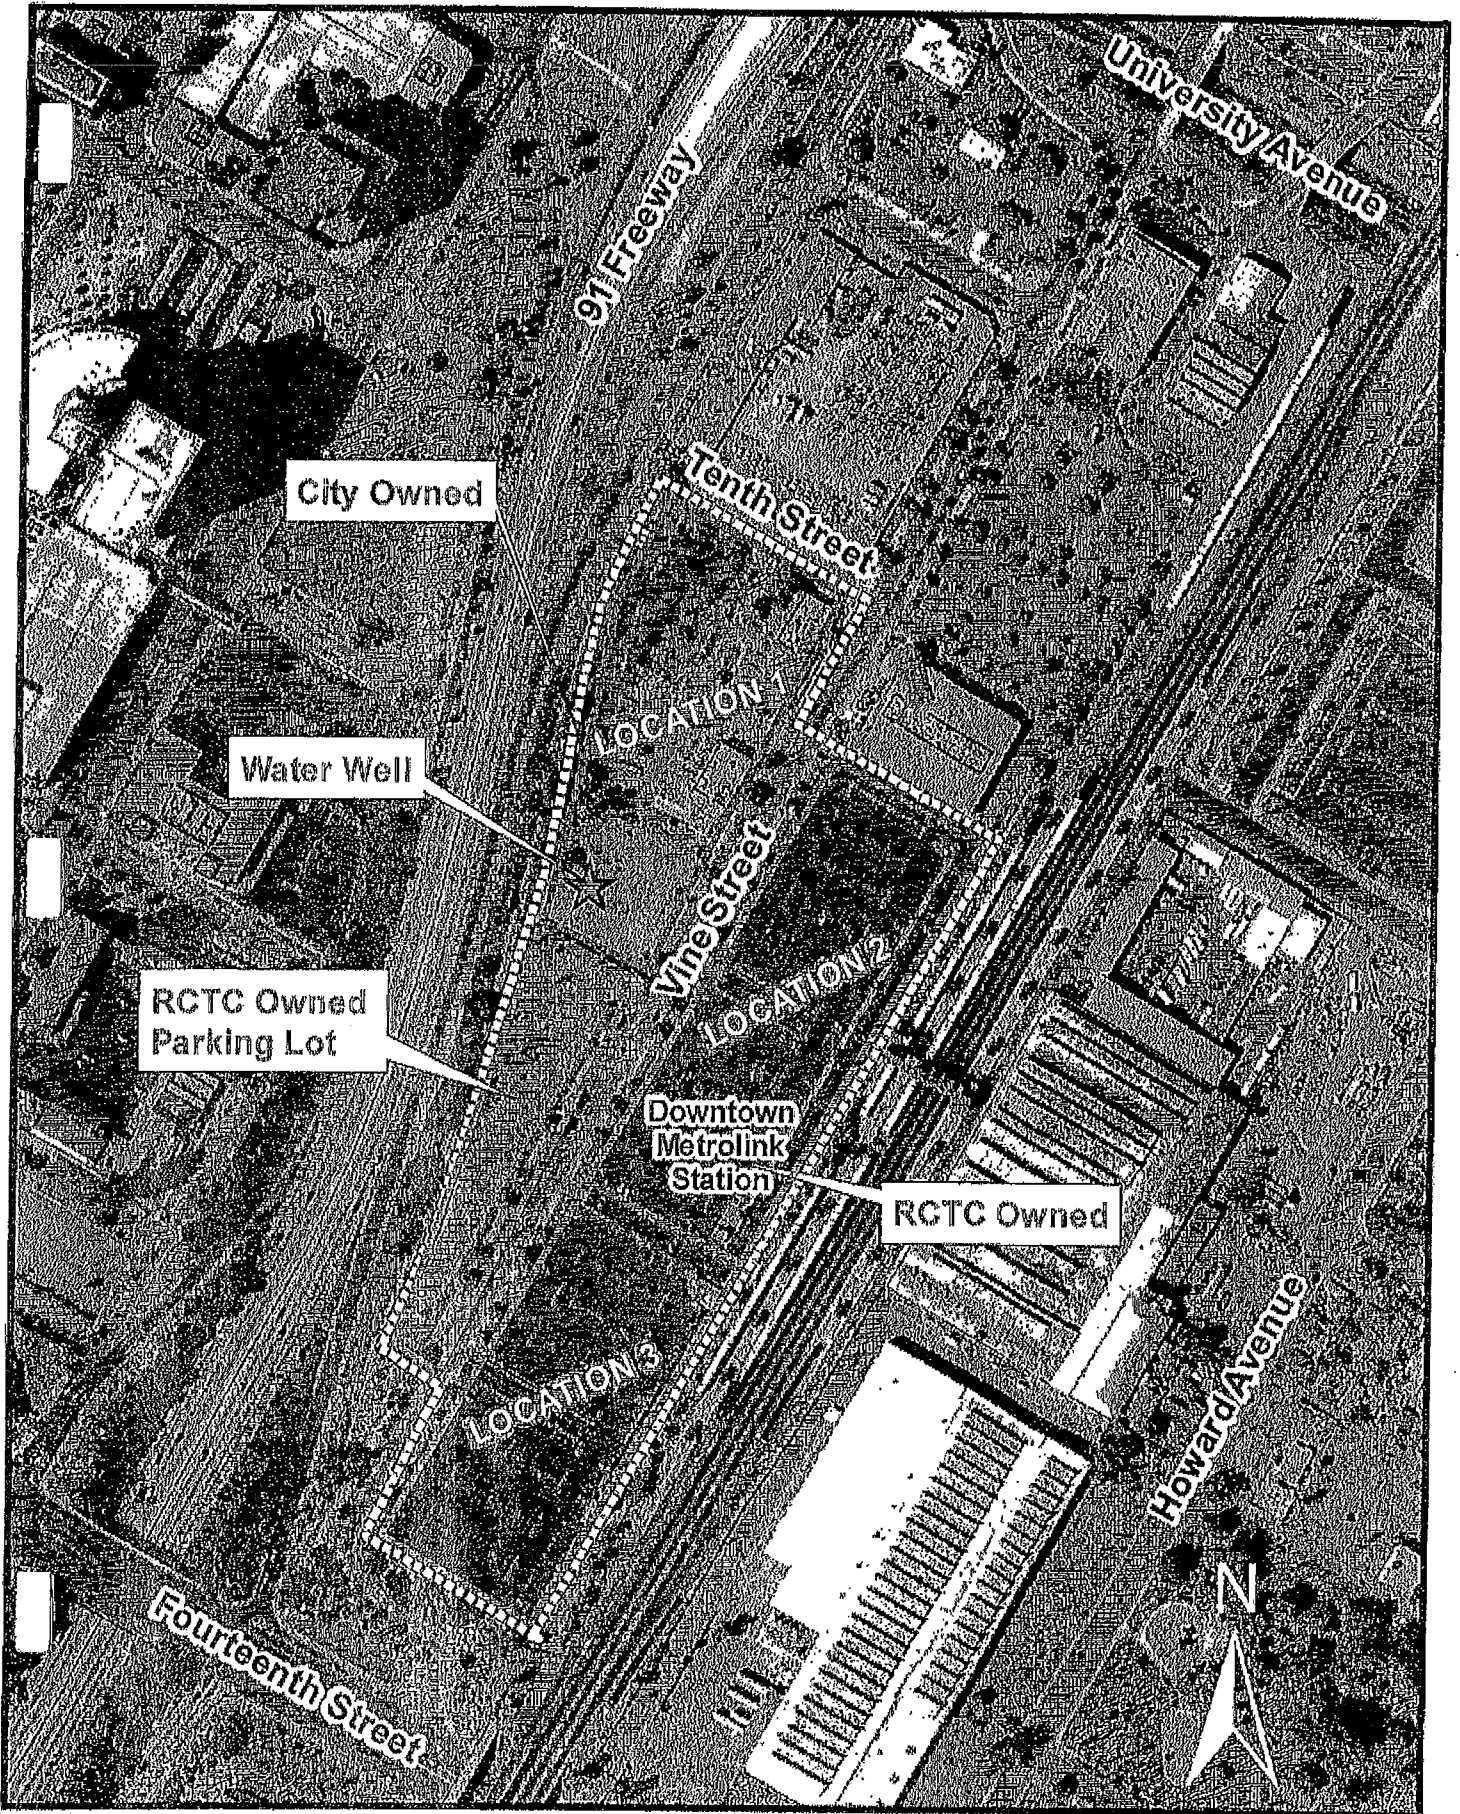 University Avenue
91 Freeway
Tenth Street
City Owned
LOCATION 1
Water Well
Vine Street
LOCATION 2
RCTC Owned
Parking Lot
Downtown
Metrolink
Station
RCTC Owned
LOCATION 3
Howard Avenue
N
Fourteenth Street